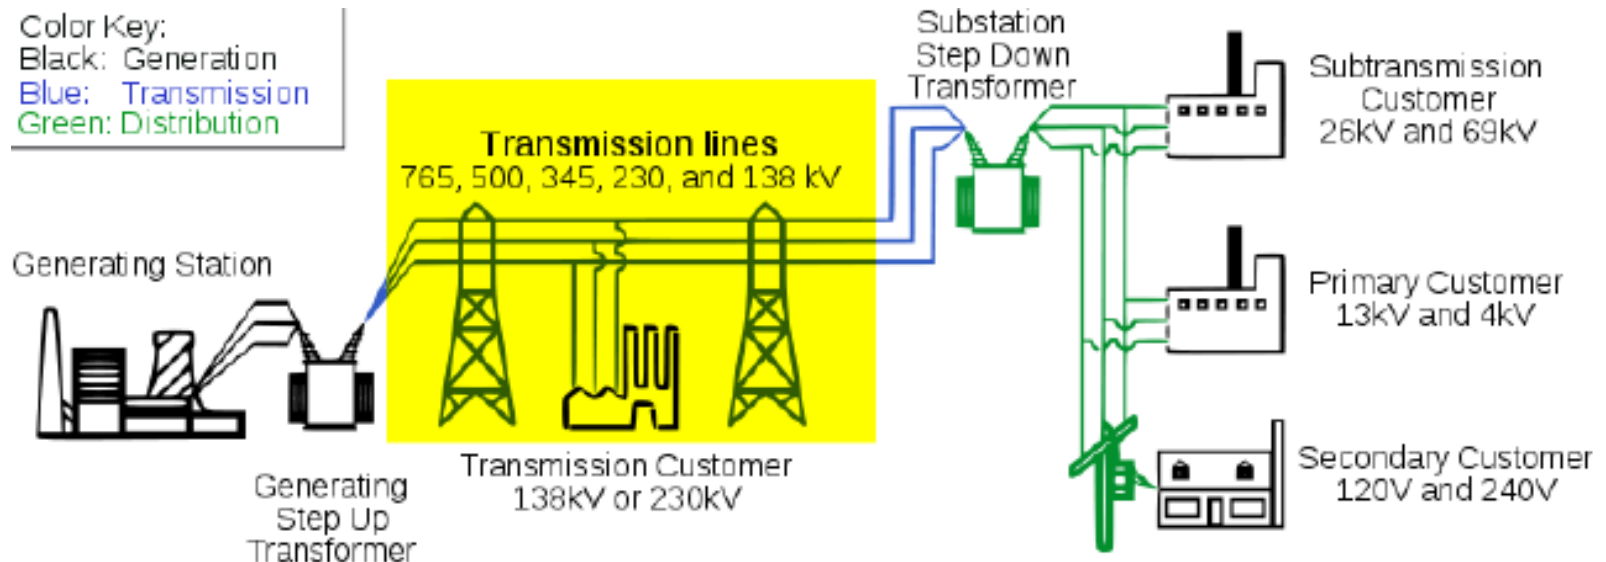 Color Key:
Black: Generation
Blue: Transmission
Green: Distribution
Substation
Step Down
Transformer
Subtransmission
Customer
26kV and 69kV
Transmission lines
765, 500, 345, 230, and 138 kV
Generating Station
Primary Customer
13kV and 4kV
Transmission Customer
138kV or 230kV
Secondary Customer
120V and 240V
Generating
Step Up
Transformer